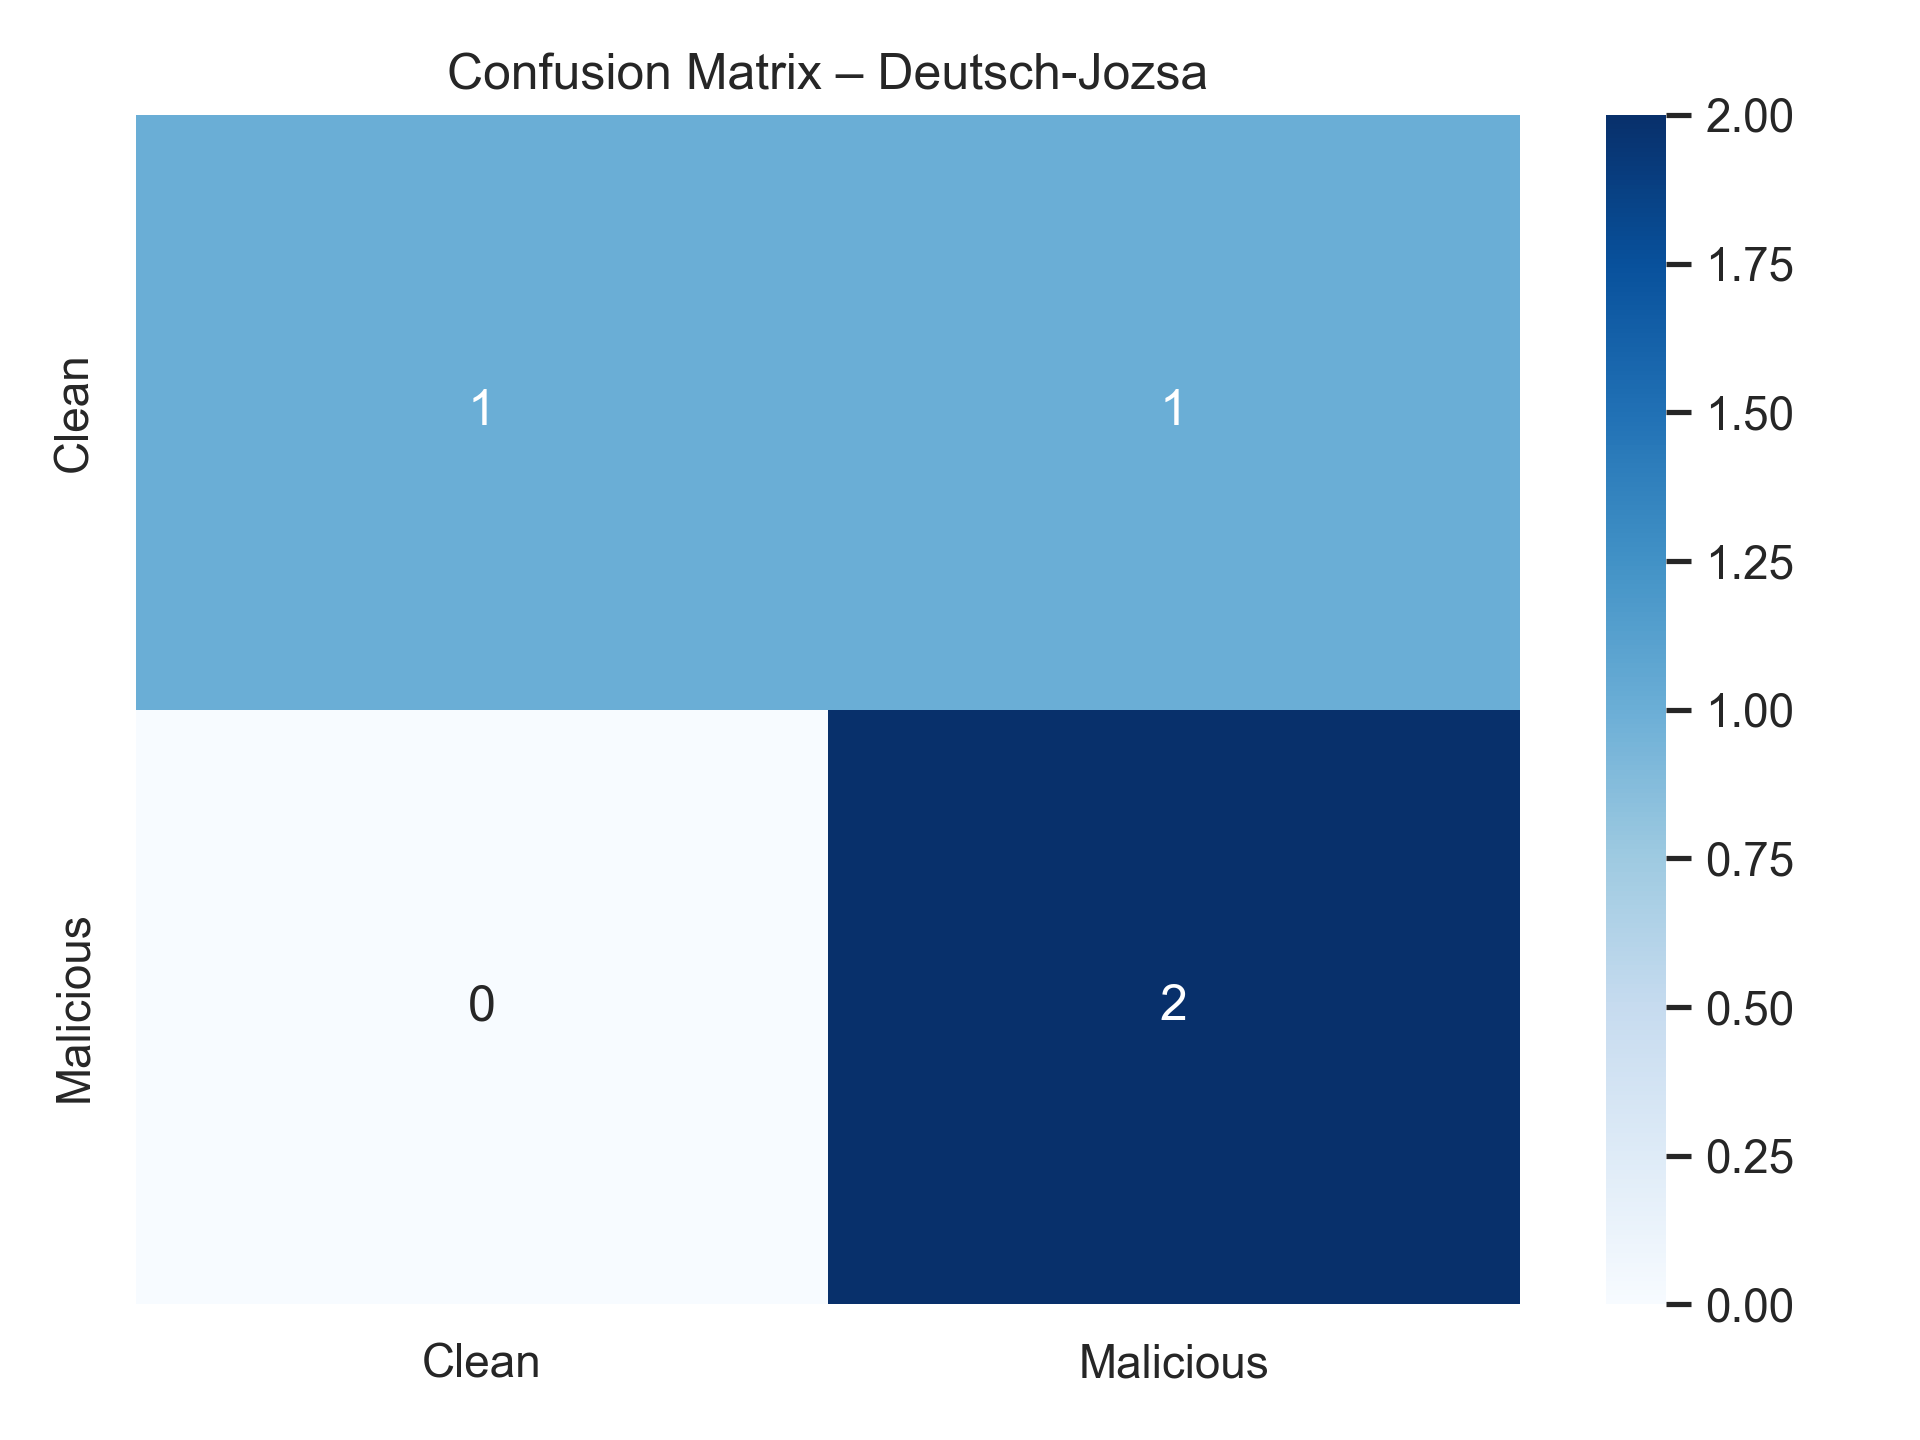 Confusion Matrix – Deutsch-Jozsa
Clean
1
1
Malicious
0
2
Clean
Malicious
2.00
1.75
1.50
1.25
1.00
0.75
0.50
0.25
0.00